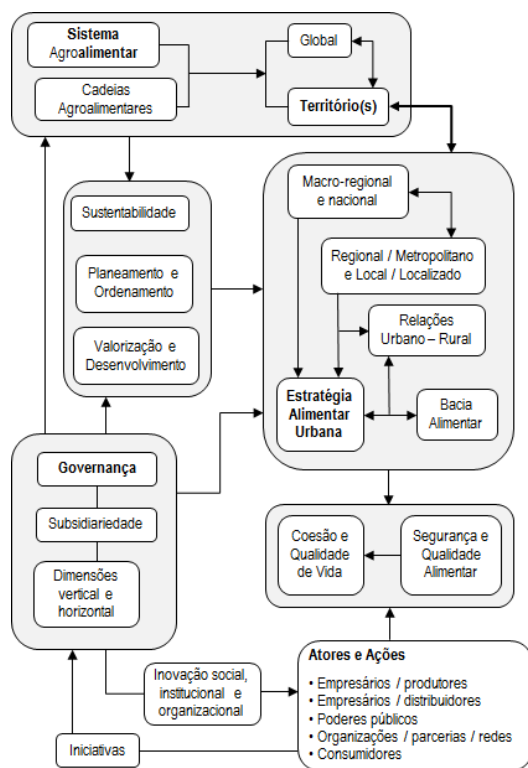 Sistema
Agroalimentar
Cadeias
Agroalimentares
Global
Território(s)
Sustentabilidade
Planeamento e
Ordenamento
Valorização e
Desenvolvimento
Macro-regional
e nacional
Regional / Metropolitano
e Local / Localizado
Relações
Urbano – Rural
Estratégia
Alimentar
Urbana
Bacia
Alimentar
Governança
Subsidiariedade
Dimensões
vertical e
horizontal
Coesão e
Qualidade
de Vida
Segurança e
Qualidade
Alimentar
Inovação social,
institucional e
organizacional
Iniciativas
Atores e Ações
• Empresários / produtores
• Empresários / distribuidores
• Poderes públicos
• Organizações / parcerias / redes
• Consumidores